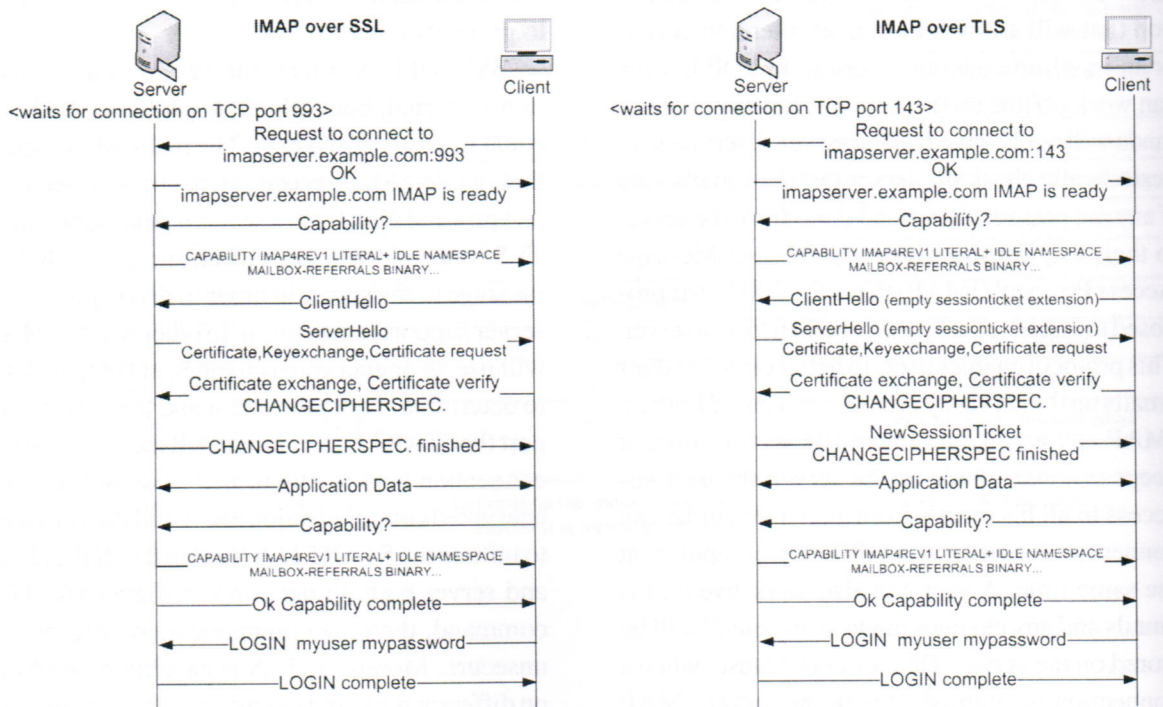 IMAP over SSL
Server
Client
<waits for connection on TCP port 993>
Request to connect to
imapserver.example.com:993
OK
imapserver.example.com IMAP is ready
Capability?
CAPABILITY IMAP4REV1 LITERAL+ IDLE NAMESPACE
MAILBOX-REFERRALS BINARY...
ClientHello
ServerHello
Certificate,Keyexchange,Certificate request
Certificate exchange, Certificate verify
CHANGECIPHERSPEC.
CHANGECIPHERSPEC. finished
Application Data
Capability?
CAPABILITY IMAP4REV1 LITERAL+ IDLE NAMESPACE
MAILBOX-REFERRALS BINARY...
Ok Capability complete
LOGIN myuser mypassword
LOGIN complete
IMAP over TLS
Server
Client
<waits for connection on TCP port 143>
Request to connect to
imapserver.example.com:143
OK
imapserver.example.com IMAP is ready
Capability?
CAPABILITY IMAP4REV1 LITERAL+ IDLE NAMESPACE
MAILBOX-REFERRALS BINARY...
ClientHello (empty sessionticket extension)
ServerHello (empty sessionticket extension)
Certificate,Keyexchange,Certificate request
Certificate exchange, Certificate verify
CHANGECIPHERSPEC.
NewSessionTicket
CHANGECIPHERSPEC finished
Application Data
Capability?
CAPABILITY IMAP4REV1 LITERAL+ IDLE NAMESPACE
MAILBOX-REFERRALS BINARY...
Ok Capability complete
LOGIN myuser mypassword
LOGIN complete